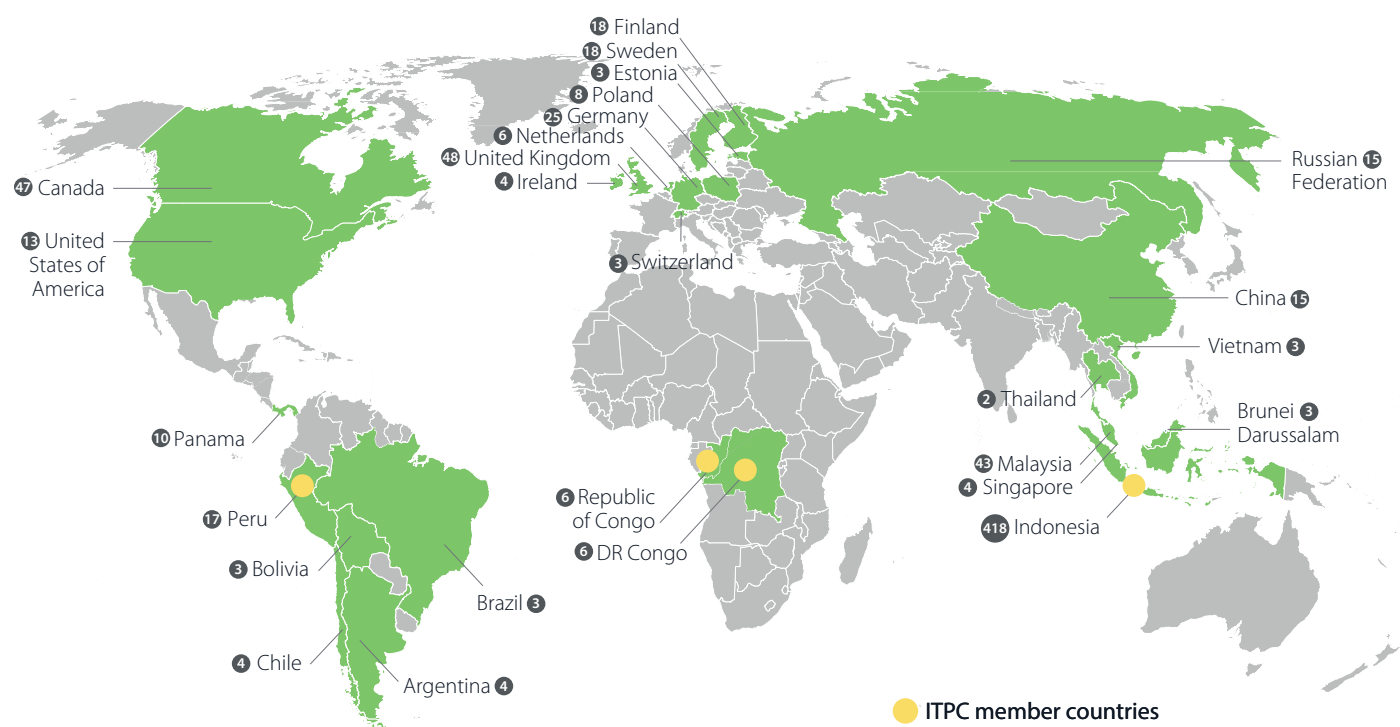 18 Finland
18 Sweden
3 Estonia
8 Poland
25 Germany
6 Netherlands
48 United Kingdom
4 Ireland
47 Canada
13 United
States of
America
3 Switzerland
Russian 15
Federation
China 15
Vietnam 3
2 Thailand
Brunei 3
Darussalam
10 Panama
43 Malaysia
4 Singapore
17 Peru
6 Republic
of Congo
418 Indonesia
6 DR Congo
3 Bolivia
Brazil 3
4 Chile
Argentina 4
ITPC member countries